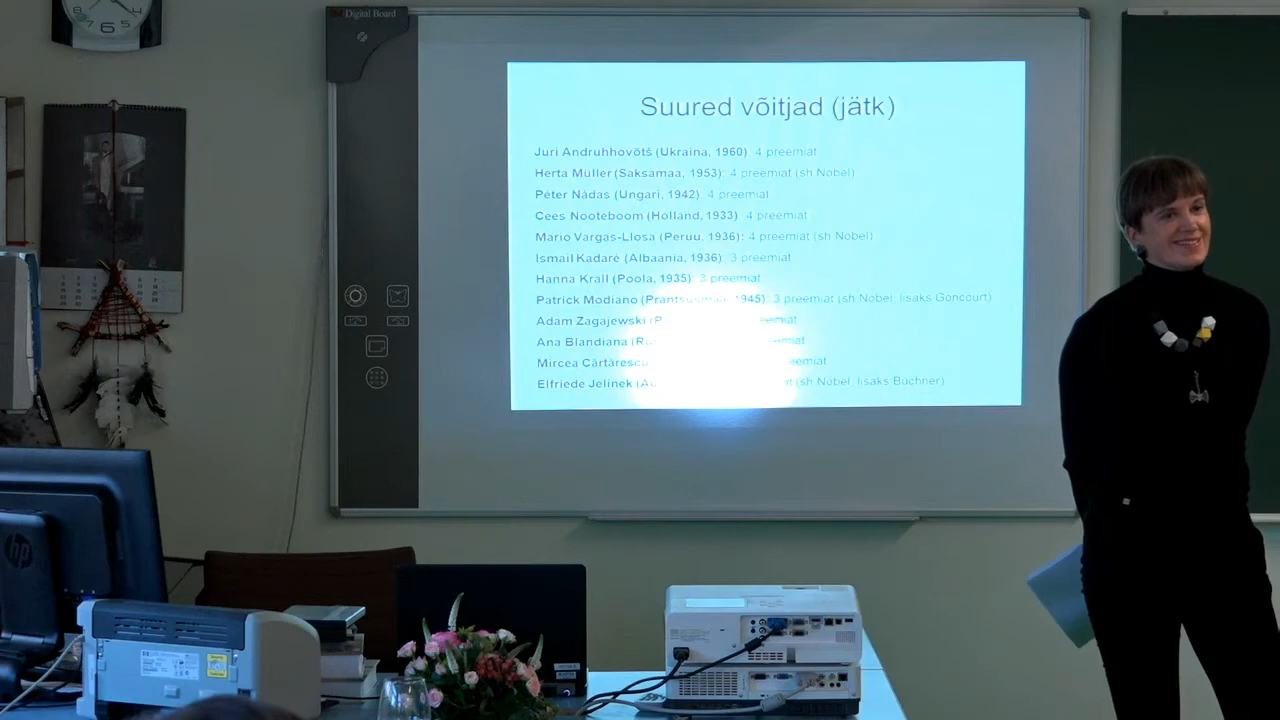 Digital Board
Suured võitjad (jätk)
Juri Andruhhovõtš (Ukraina, 1960) 4 preemiat
Herta Müller (Saksamaa, 1953): 4 preemiat (sh Nobel)
Péter Nádas (Ungari, 1942) 4 preemiat
Cees Nooteboom (Holland, 1933) 4 preemiat
Mario Vargas-Llosa (Peruu, 1936): 4 preemiat (sh Nobel)
Ismail Kadaré (Albaania, 1936) 3 preemiat
Hanna Krall (Poola, 1935) 3 preemiat
Patrick Modiano (Prantsusmaa, 1945) 3 preemiat (sh Nobel, lisaks Goncourt)
Adam Zagajewski
Ana Blandiana
Mircea Cărtărescu
Elfriede Jelinek (sh Nobel, lisaks Büchner)
hp